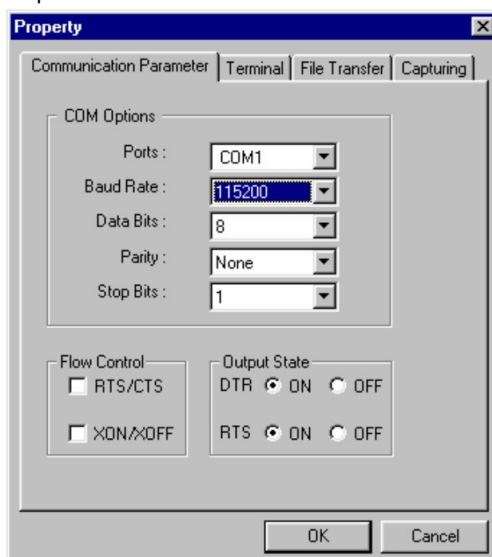 Property
Communication Parameter Terminal File Transfer Capturing
COM Options
Ports : COM1
Baud Rate : 115200
Data Bits : 8
Parity : None
Stop Bits : 1
Flow Control
RTS/CTS
XON/XOFF
Output State
DTR ON OFF
RTS ON OFF
OK Cancel